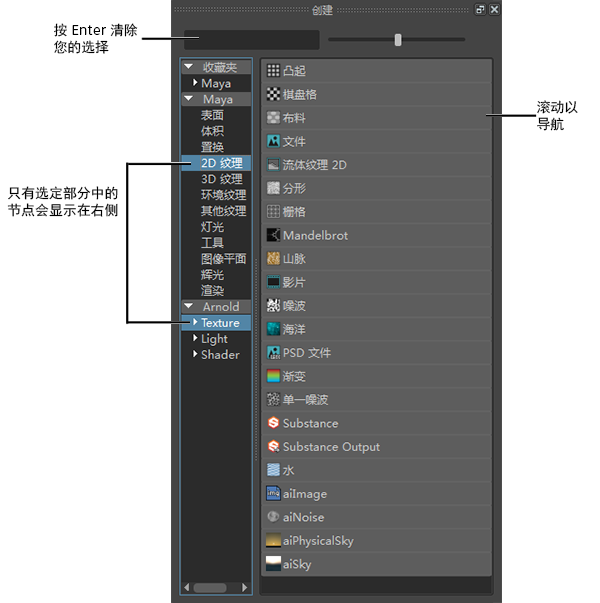 创建
按 Enter 清除
您的选择
收藏夹
Maya
Maya
表面
体积
置换
2D 纹理
3D 纹理
环境纹理
其他纹理
灯光
工具
图像平面
辉光
渲染
Arnold
Texture
Light
Shader
只有选定部分中的
节点会显示在右侧
凸起
棋盘格
布料
文件
流体纹理 2D
分形
栅格
Mandelbrot
山脉
影片
噪波
海洋
PSD 文件
渐变
单一噪波
Substance
Substance Output
水
aiImage
aiNoise
aiPhysicalSky
aiSky
滚动以
导航